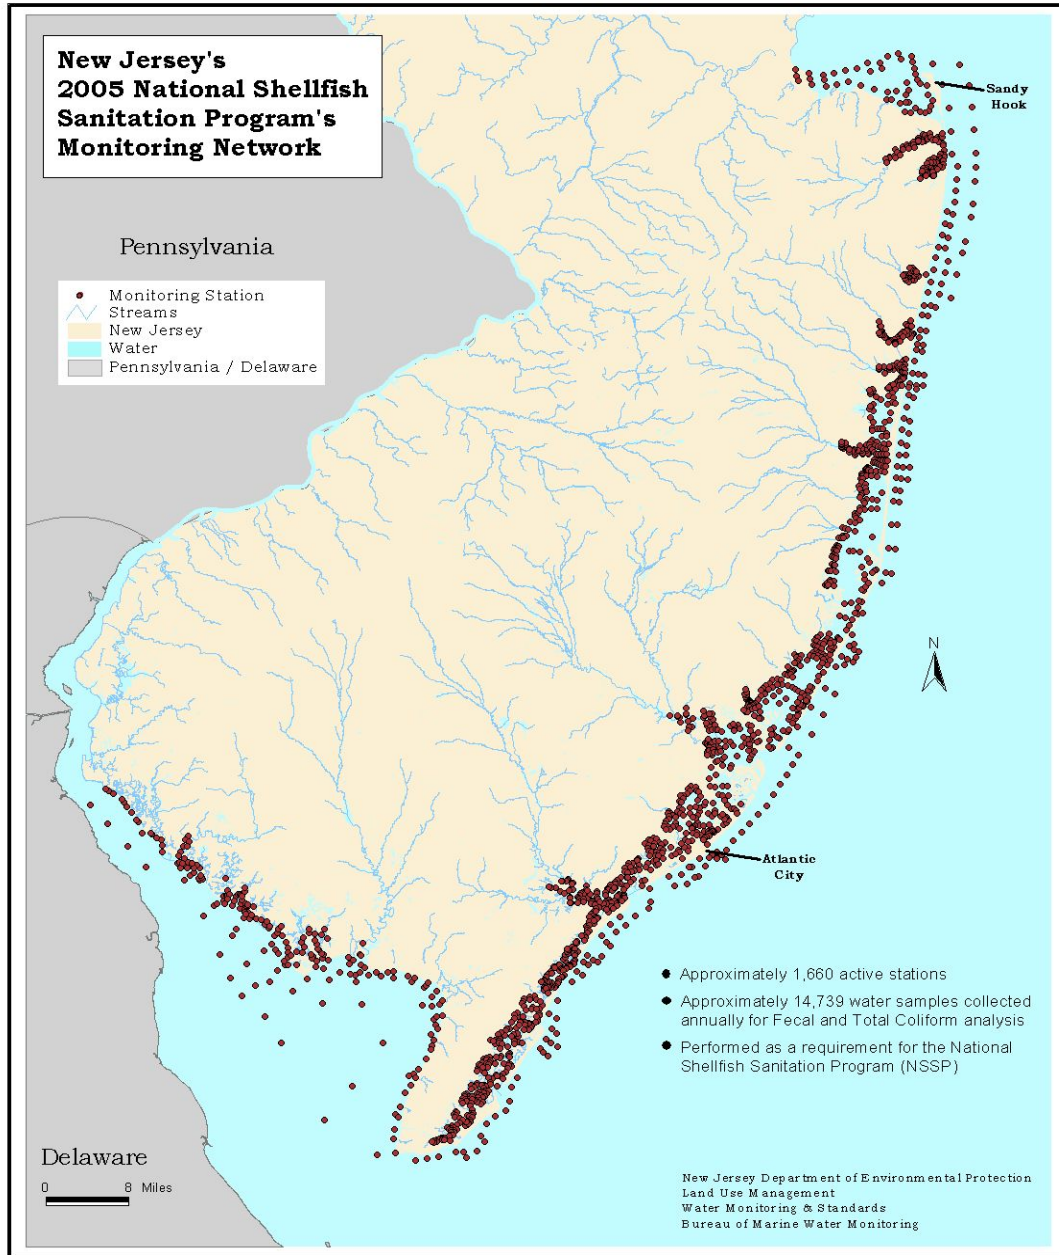 New Jersey's
2005 National Shellfish
Sanitation Program's
Monitoring Network
Sandy
Hook
Pennsylvania
Monitoring Station
Streams
New Jersey
Water
Pennsylvania / Delaware
N
Atlantic
City
Approximately 1,660 active stations
Approximately 14,739 water samples collected
annually for Fecal and Total Coliform analysis
Performed as a requirement for the National
Shellfish Sanitation Program (NSSP)
Delaware
0 8 Miles
New Jersey Department of Environmental Protection
Land Use Management
Water Monitoring & Standards
Bureau of Marine Water Monitoring